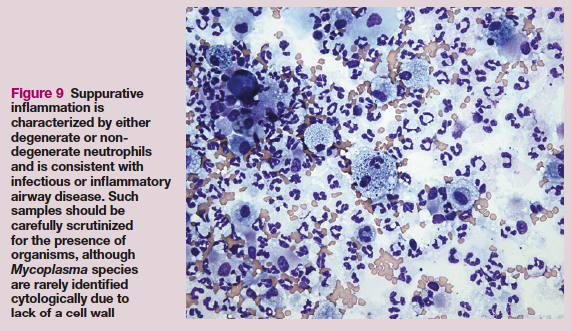 Figure 9 Suppurative
inflammation is
characterized by either
degenerate or non-
degenerate neutrophils
and is consistent with
infectious or inflammatory
airway disease. Such
samples should be
carefully scrutinized
for the presence of
organisms, although
Mycoplasma species
are rarely identified
cytologically due to
lack of a cell wall